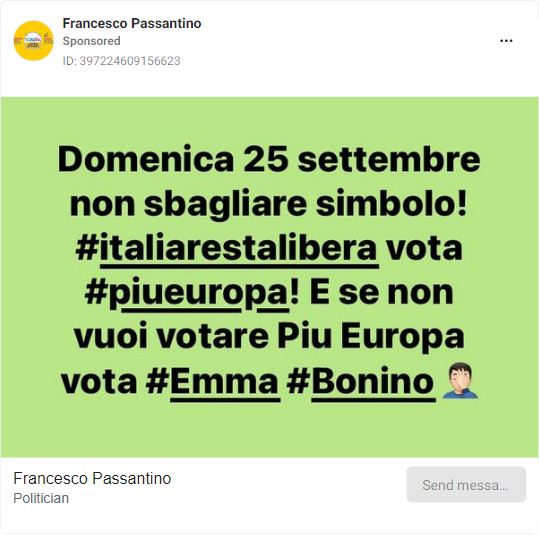 Francesco Passantino
Sponsored
ID: 397224609156623
Domenica 25 settembre
non sbagliare simbolo!
#italiarestalibera vota
#piueuropa! E se non
vuoi votare Piu Europa
vota #Emma #Bonino 🤦🏻‍♂️
Francesco Passantino
Politician
Send messa...